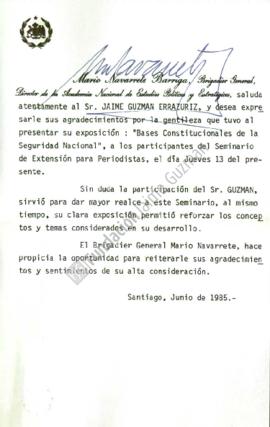 Mario Navarrete Barriga, Brigadier General,
Director de la Academia Nacional de Estudios Políticos y Estratégicos, saluda
atentamente al Sr. JAIME GUZMAN ERRAZURIZ, y desea expre
sarle sus agradecimientos por la gentileza que tuvo al
presentar su exposición : "Bases Constitucionales de la
Seguridad Nacional", a los participantes del Seminario
de Extensión para Periodistas, el día Jueves 13 del pre-
sente.
Sin duda la participación del Sr. GUZMAN,
sirvió para dar mayor realce a este Seminario, al mismo
tiempo, su clara exposición permitió reforzar los concep
tos y temas considerados en su desarrollo.
El Brigadier General Mario Navarrete, hace
propicia la oportunidad para reiterarle sus agradecimien
tos y sentimientos de su alta consideración.
Santiago, Junio de 1985.-
Fundación Jaime Guzmán